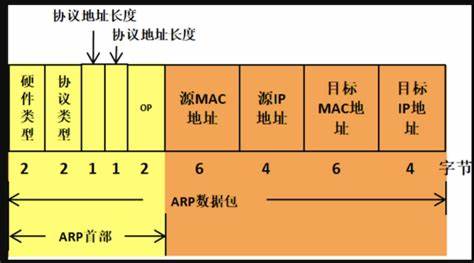 协议地址长度
协议地址长度
硬件类型
协议类型
OP
源MAC地址
源IP地址
目标MAC地址
目标IP地址
2 2 1 1 2 6 4 6 4 字节
ARP数据包
ARP首部